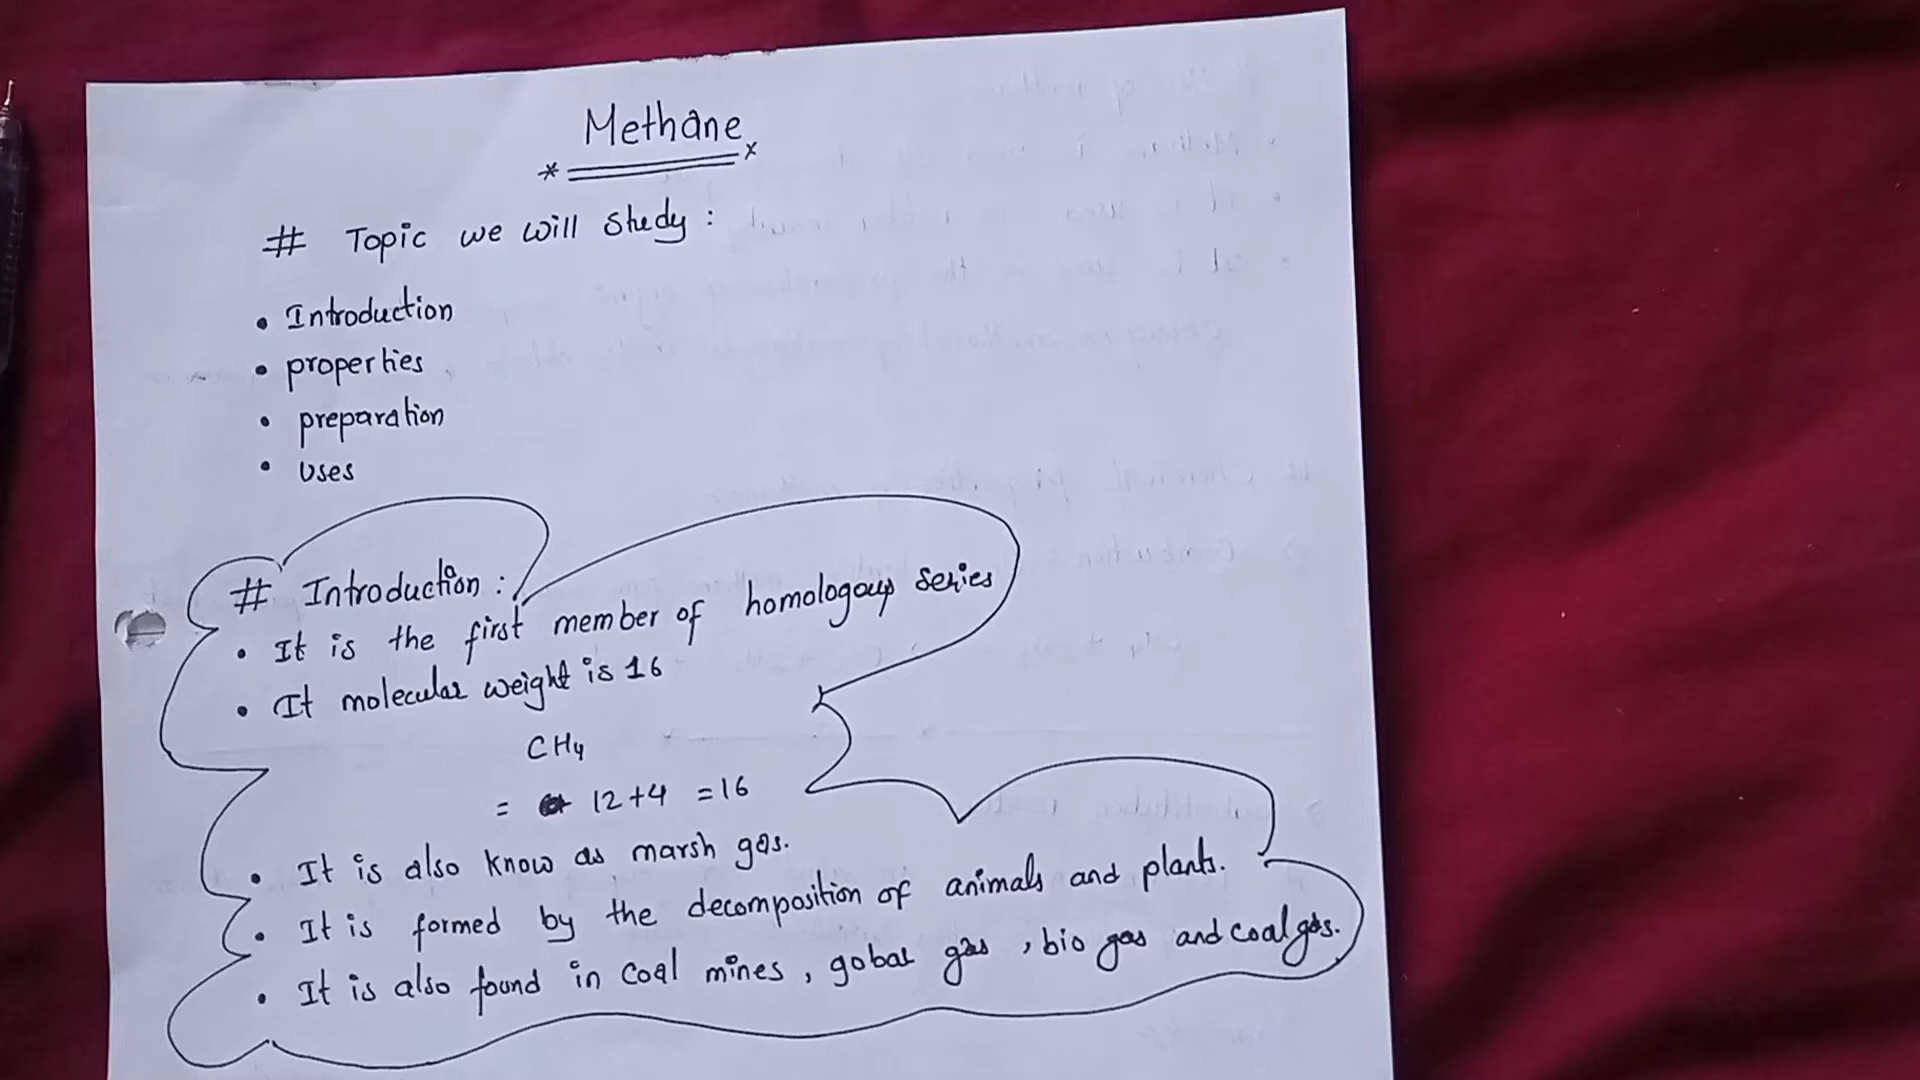 Methane
# Topic we will study :
• Introduction
• properties
• preparation
• uses
# Introduction :
• It is the first member of homologous series
• It molecular weight is 16
CH4
= 12+4 = 16
• It is also know as marsh gas.
• It is formed by the decomposition of animals and plants.
• It is also found in coal mines, gobar gas, bio gas and coal gas.